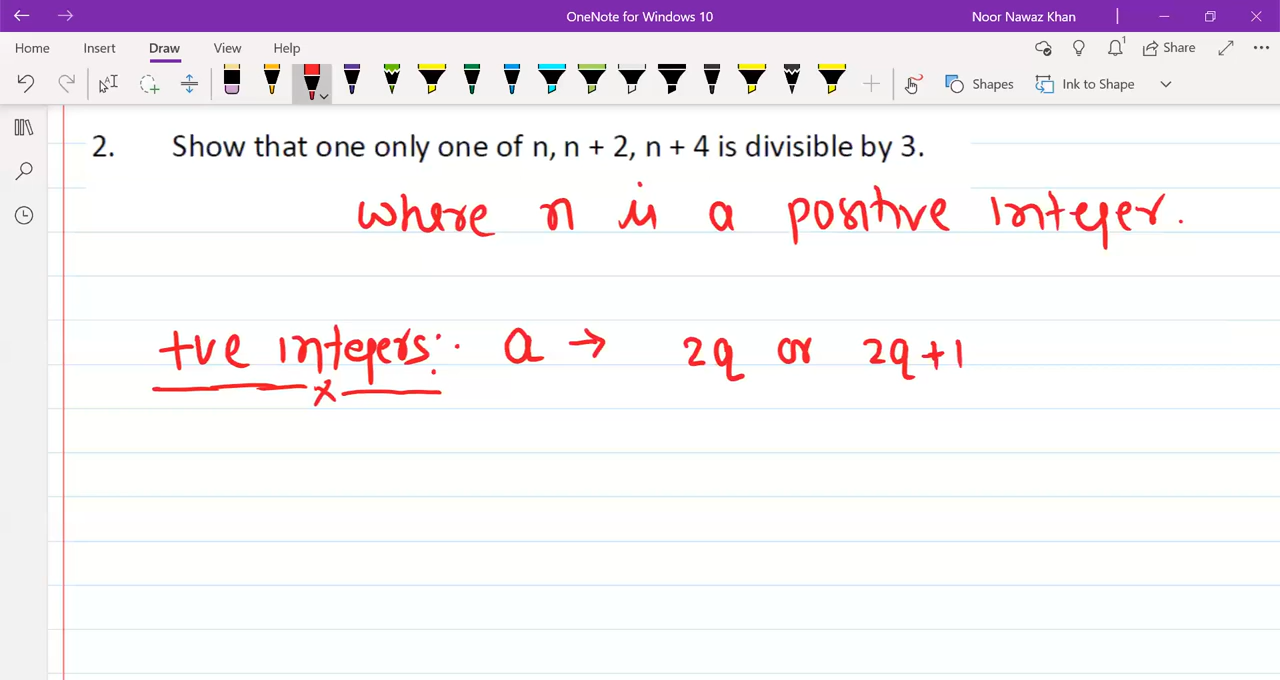 OneNote for Windows 10
Noor Nawaz Khan
Home Insert Draw View Help
1
Share
Shapes
Ink to Shape
2. Show that one only one of n, n + 2, n + 4 is divisible by 3.
where n is a positive integer.
+ve integers: a → 2q or 2q+1
x